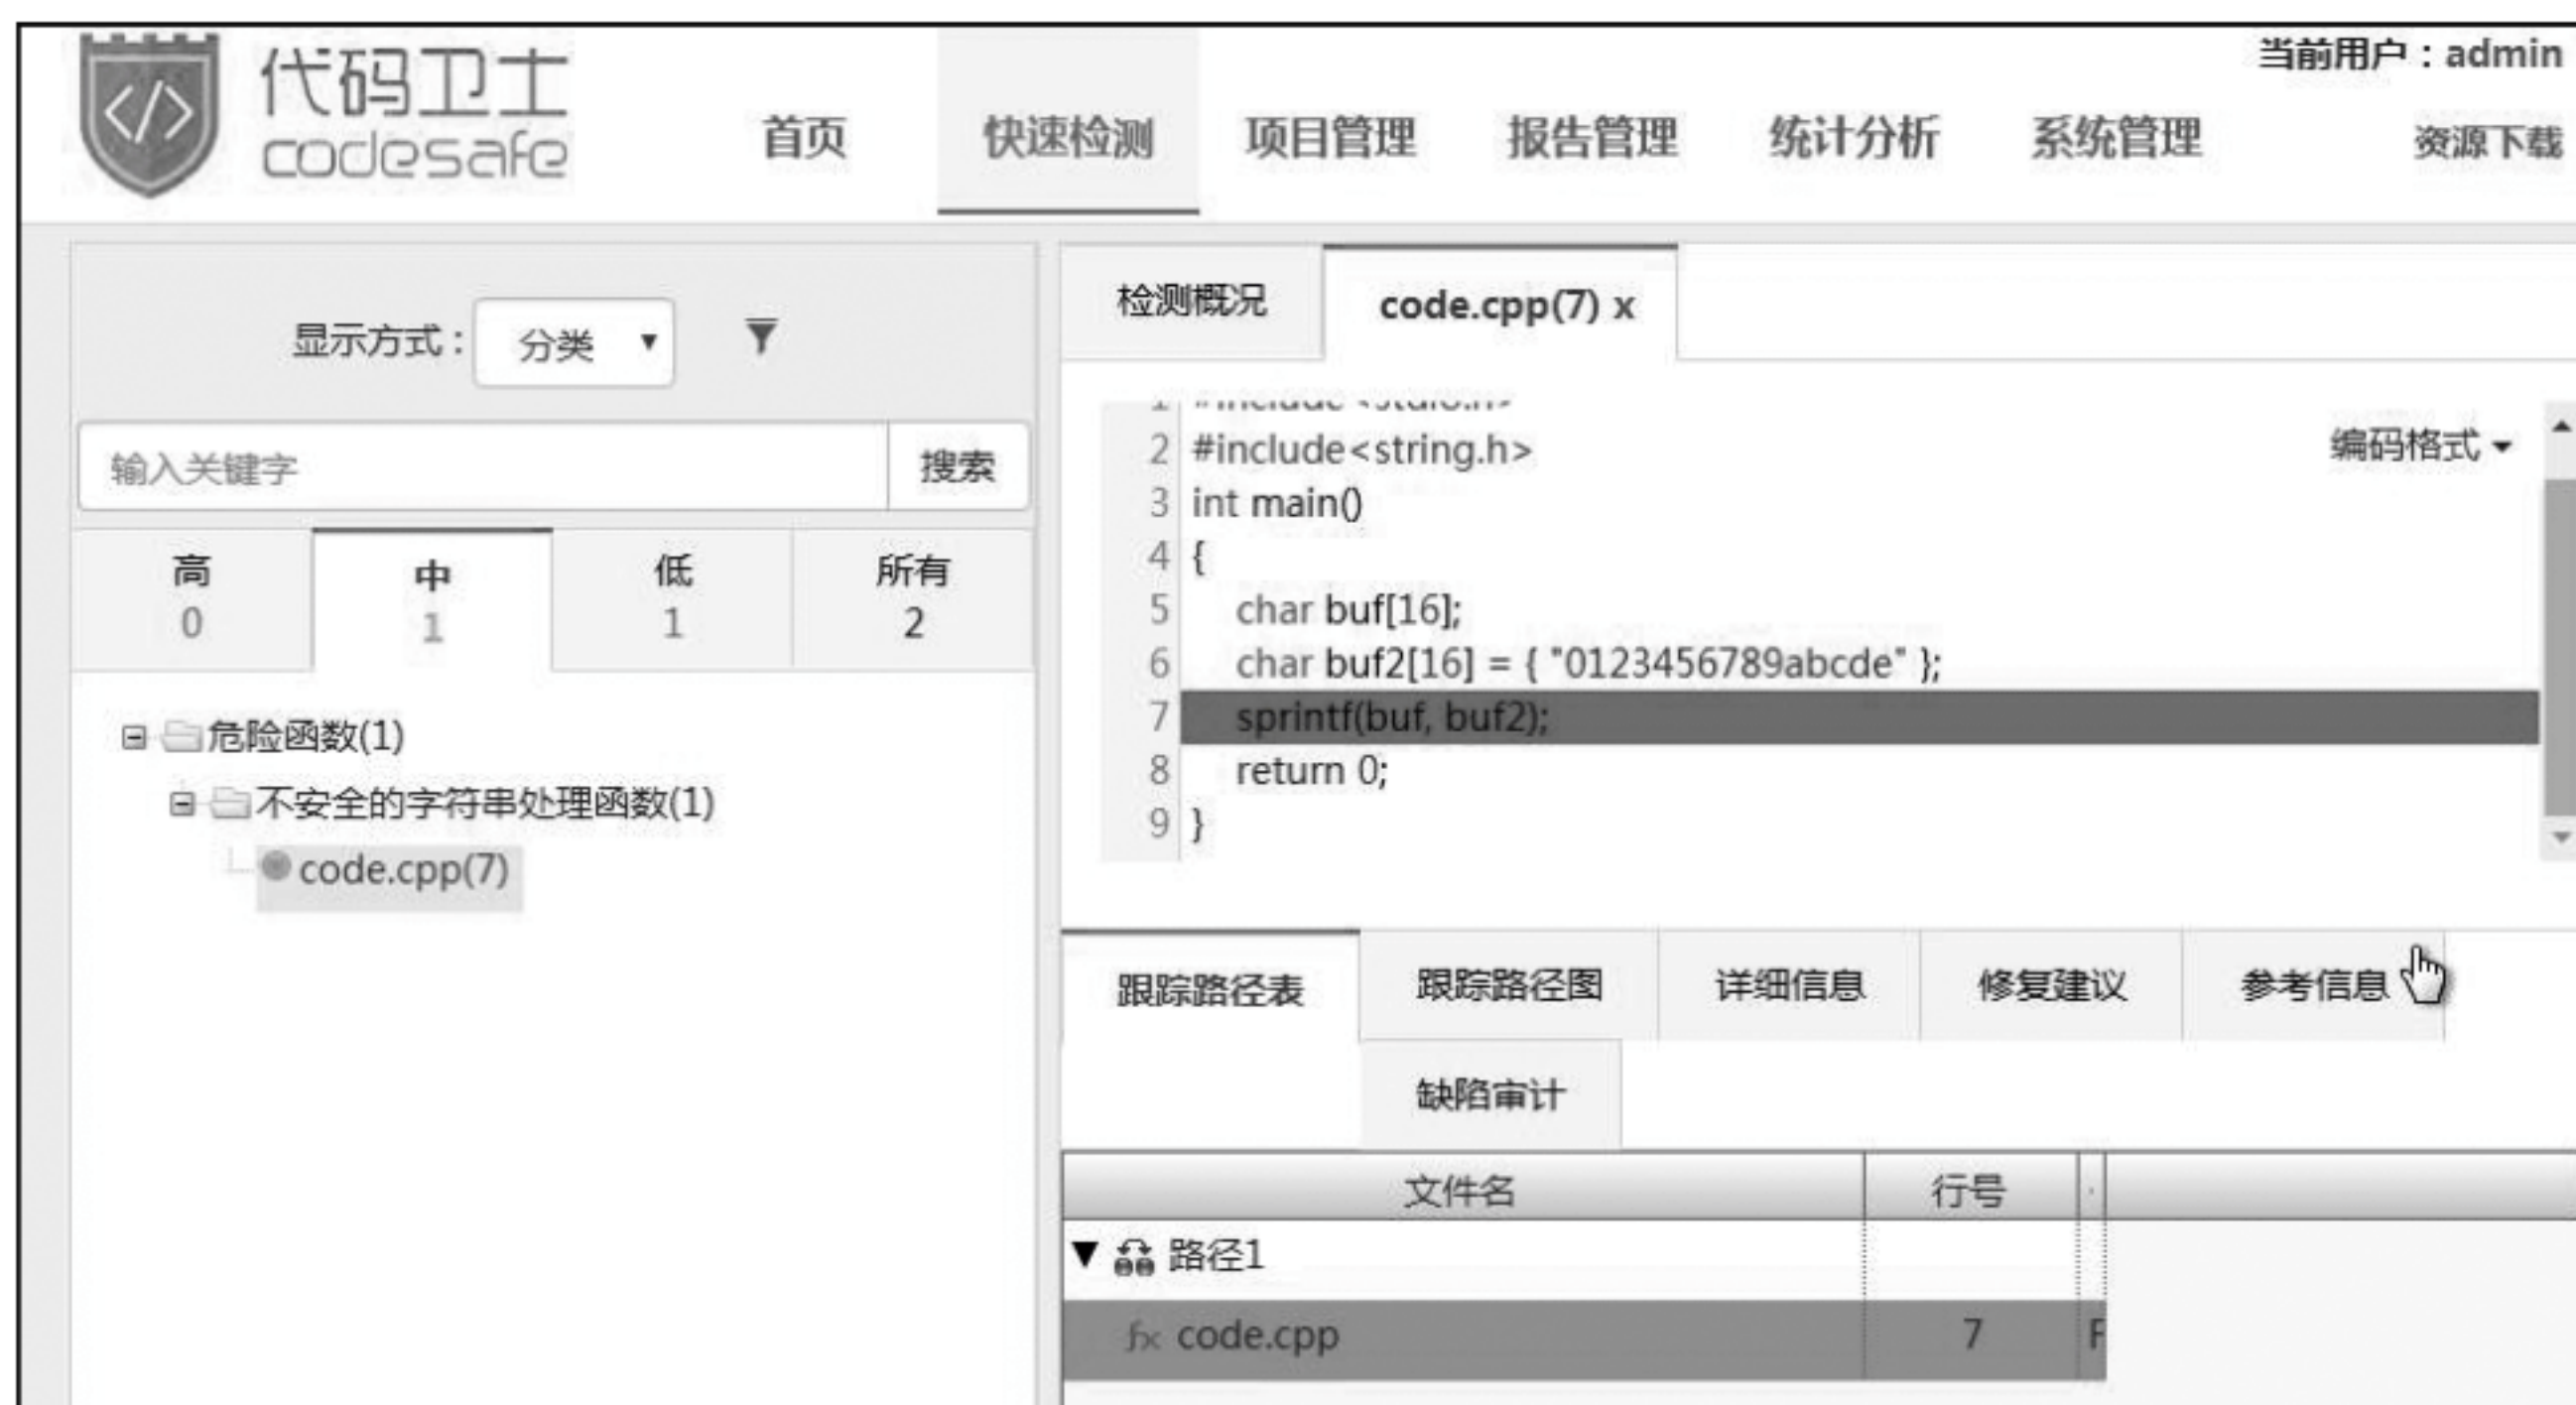 代码卫士
codesafe
当前用户：admin
首页 快速检测 项目管理 报告管理 统计分析 系统管理 资源下载
显示方式： 分类
输入关键字 搜索
高 中 低 所有
0 1 1 2
危险函数(1)
不安全的字符串处理函数(1)
code.cpp(7)
检测概况 code.cpp(7) x
编码格式
1 #include<stdio.h>
2 #include<string.h>
3 int main()
4 {
5 char buf[16];
6 char buf2[16] = { "0123456789abcde" };
7 sprintf(buf, buf2);
8 return 0;
9 }
跟踪路径表 跟踪路径图 详细信息 修复建议 参考信息
缺陷审计
文件名 行号
路径1
fx code.cpp 7 F